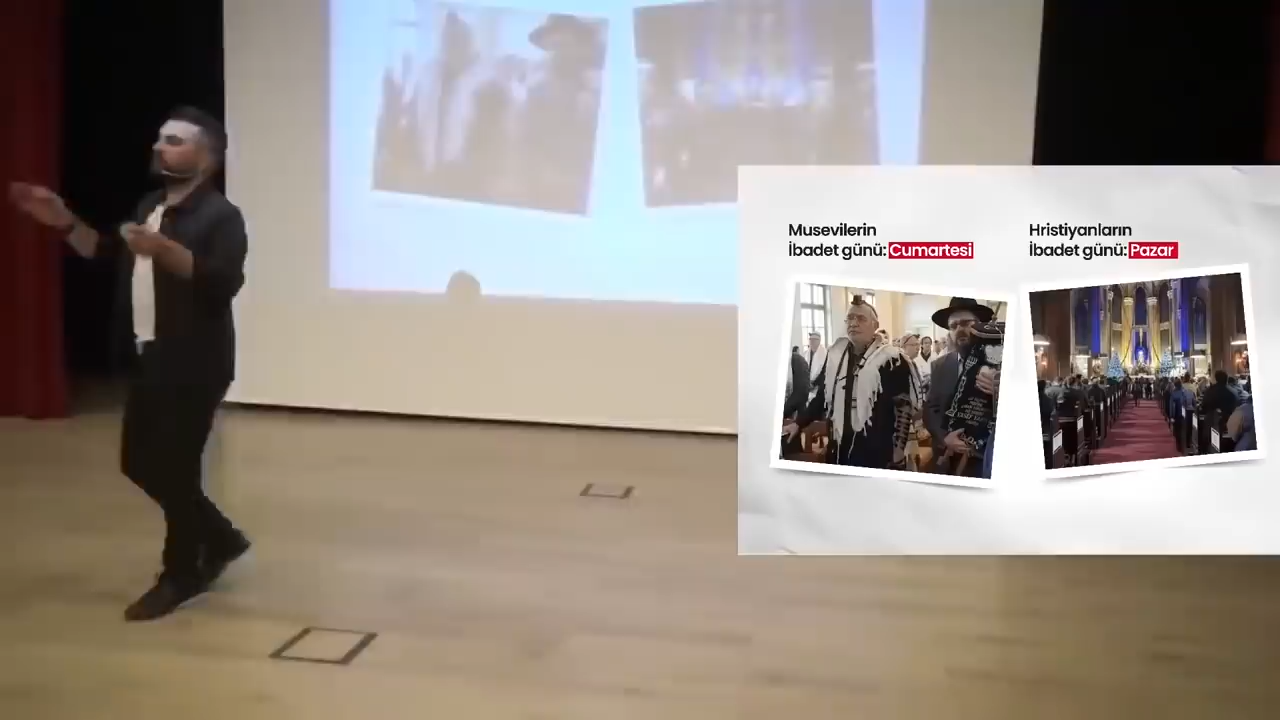 Musevilerin
İbadet günü: Cumartesi
Hristiyanların
İbadet günü: Pazar